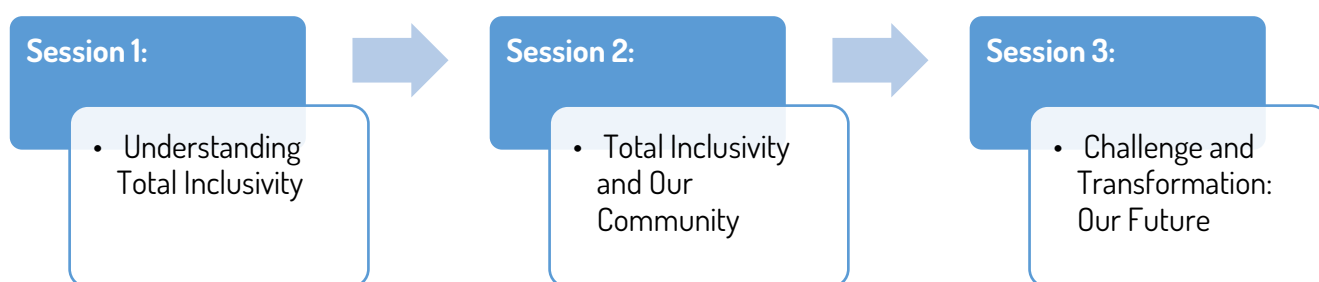 Session 1:
• Understanding
Total Inclusivity
Session 2:
• Total Inclusivity
and Our
Community
Session 3:
• Challenge and
Transformation:
Our Future